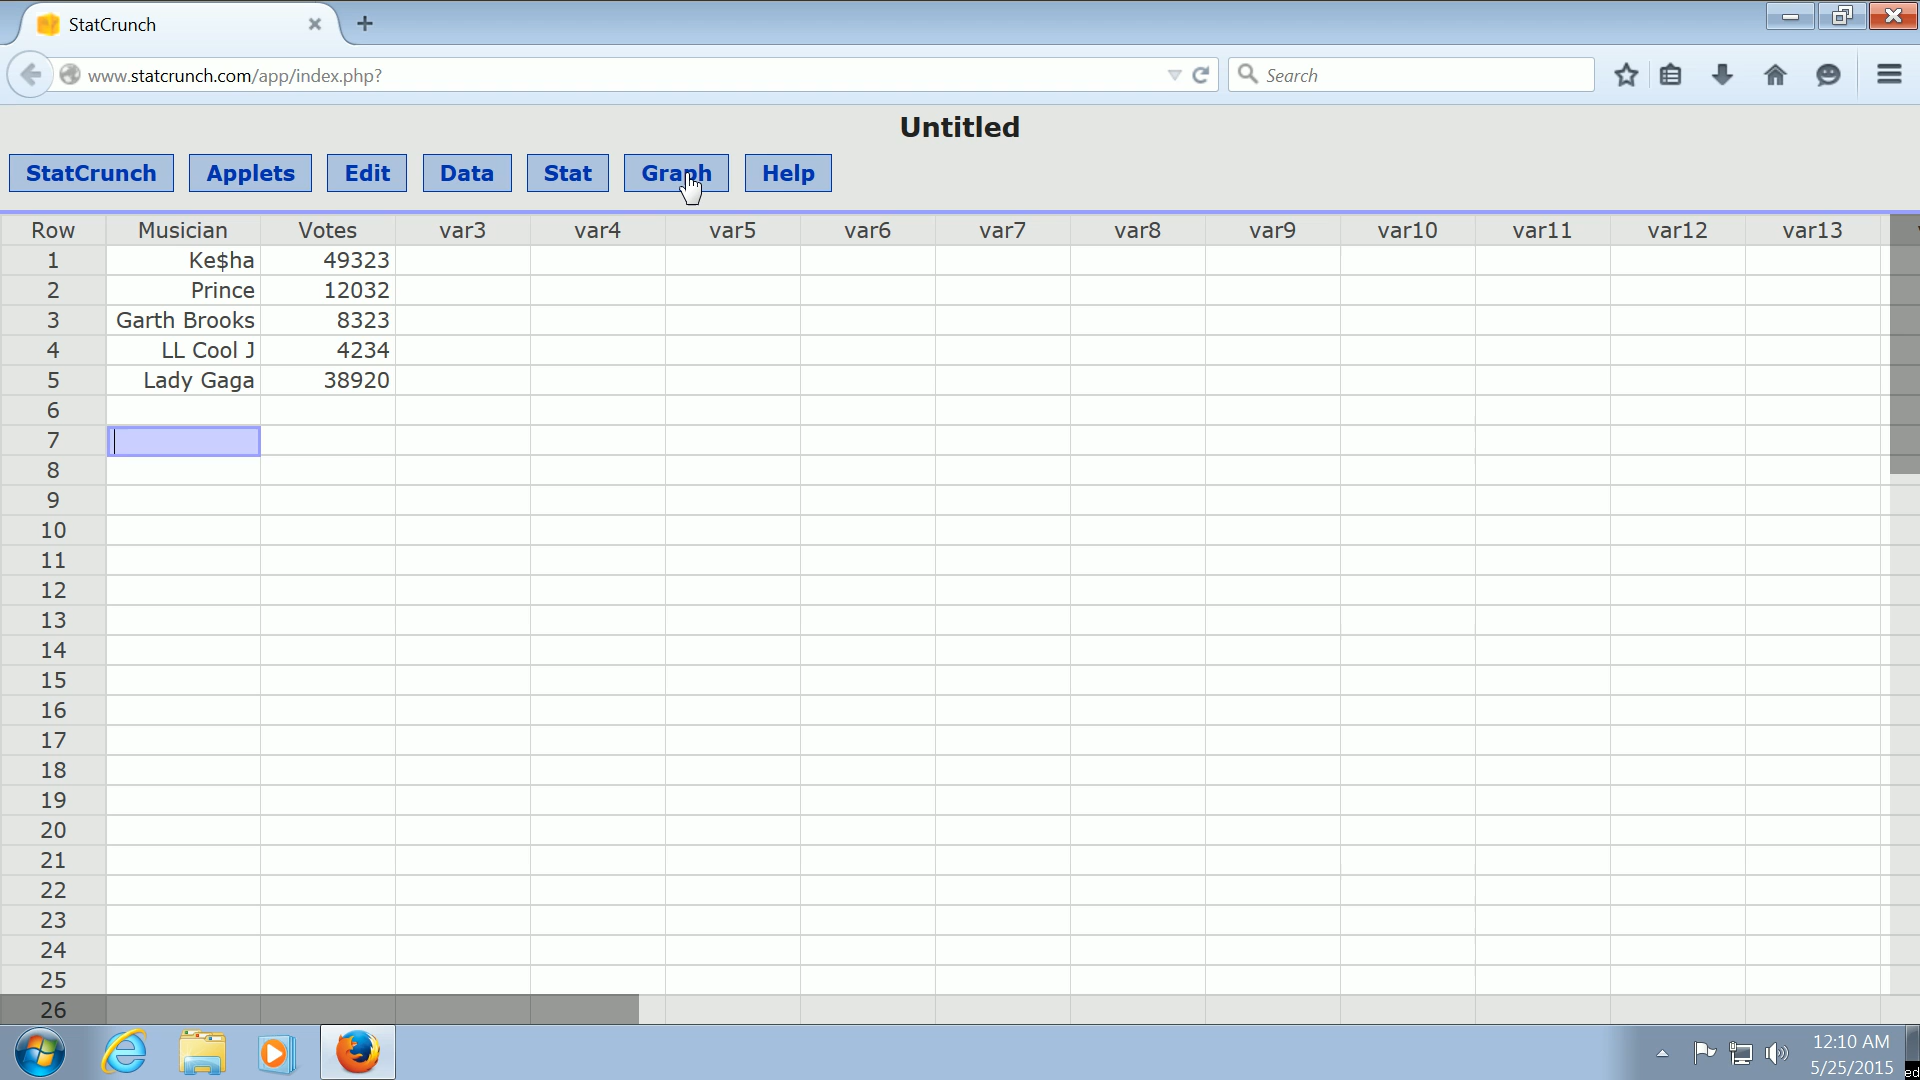 StatCrunch
www.statcrunch.com/app/index.php?
Search
Untitled
StatCrunch Applets Edit Data Stat Graph Help
Row Musician Votes var3 var4 var5 var6 var7 var8 var9 var10 var11 var12 var13
1 Ke$ha 49323
2 Prince 12032
3 Garth Brooks 8323
4 LL Cool J 4234
5 Lady Gaga 38920
6
7
8
9
10
11
12
13
14
15
16
17
18
19
20
21
22
23
24
25
26
12:10 AM
5/25/2015
ed